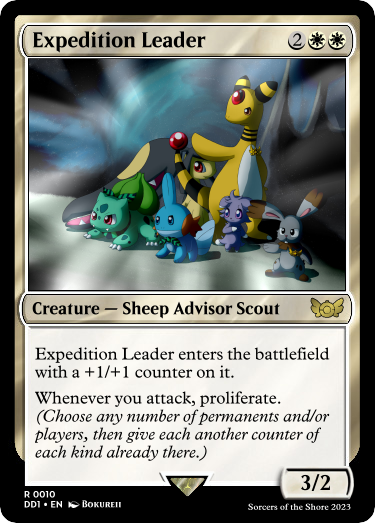 Expedition Leader 2
Creature — Sheep Advisor Scout
Expedition Leader enters the battlefield
with a +1/+1 counter on it.
Whenever you attack, proliferate.
(Choose any number of permanents and/or
players, then give each another counter of
each kind already there.)
3/2
R 0010
DD1 • EN Bokureii
Sorcers of the Shore 2023